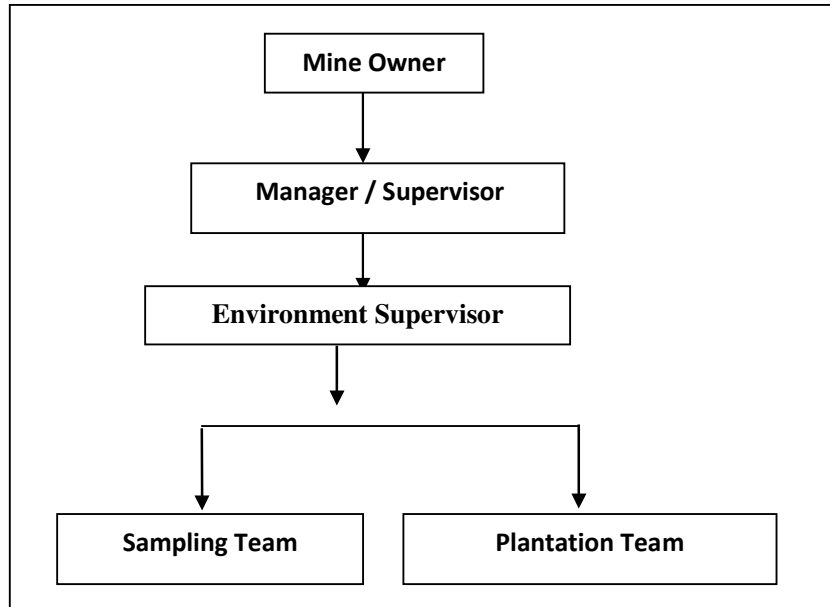 Mine Owner
Manager / Supervisor
Environment Supervisor
Sampling Team
Plantation Team